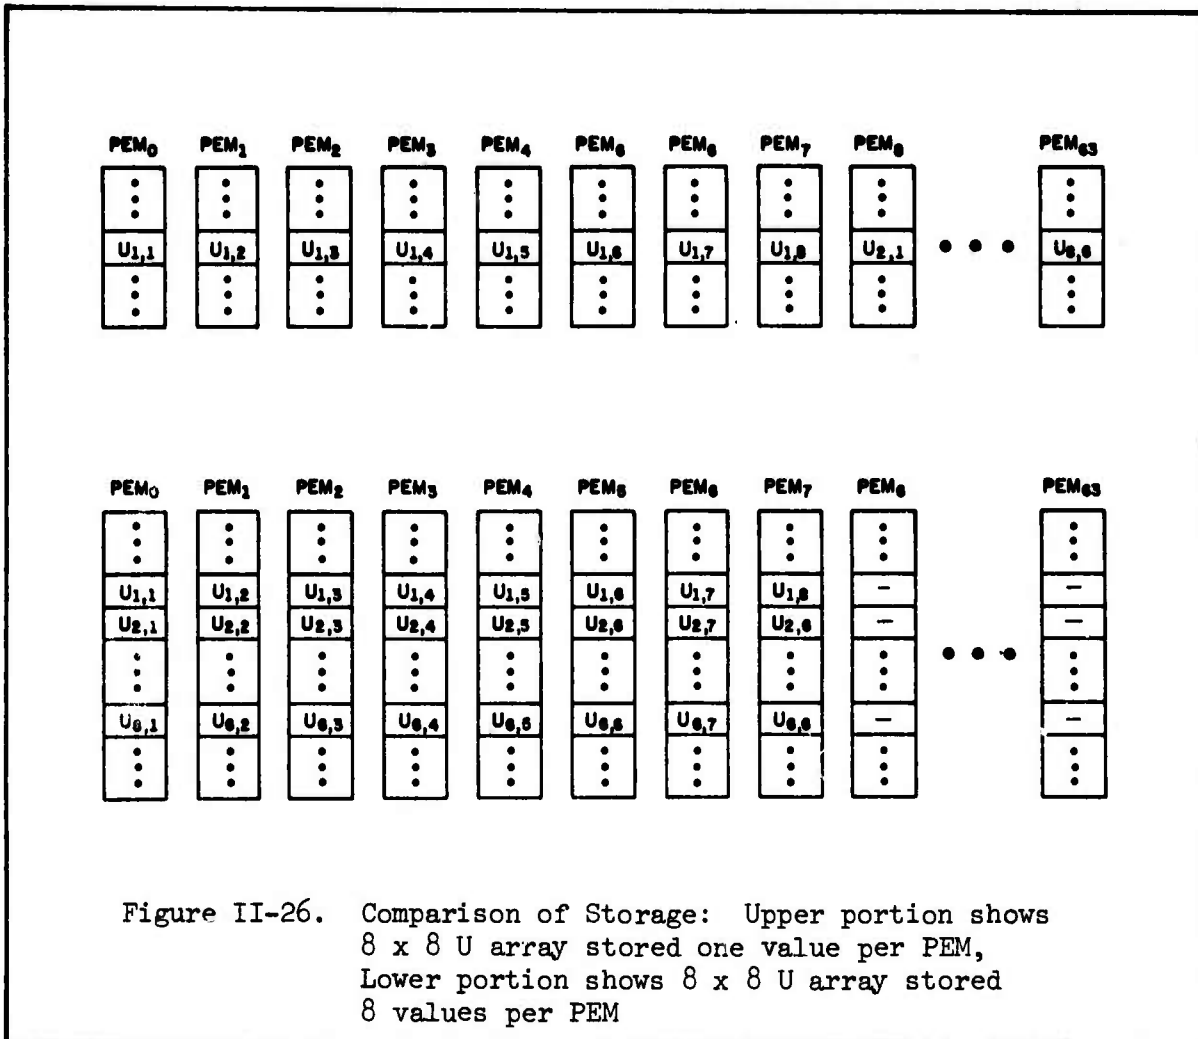 PEM₀ PEM₁ PEM₂ PEM₃ PEM₄ PEM₅ PEM₆ PEM₇ PEM₈ PEM₆₃
U₁,₁ U₁,₂ U₁,₃ U₁,₄ U₁,₅ U₁,₆ U₁,₇ U₁,₈ U₂,₁ • • • U₈,₈
PEM₀ PEM₁ PEM₂ PEM₃ PEM₄ PEM₅ PEM₆ PEM₇ PEM₈ PEM₆₃
U₁,₁ U₁,₂ U₁,₃ U₁,₄ U₁,₅ U₁,₆ U₁,₇ U₁,₈ – –
U₂,₁ U₂,₂ U₂,₃ U₂,₄ U₂,₅ U₂,₆ U₂,₇ U₂,₈ – –
• • •
U₈,₁ U₈,₂ U₈,₃ U₈,₄ U₈,₅ U₈,₆ U₈,₇ U₈,₈ – –
Figure II-26. Comparison of Storage: Upper portion shows
8 x 8 U array stored one value per PEM,
Lower portion shows 8 x 8 U array stored
8 values per PEM